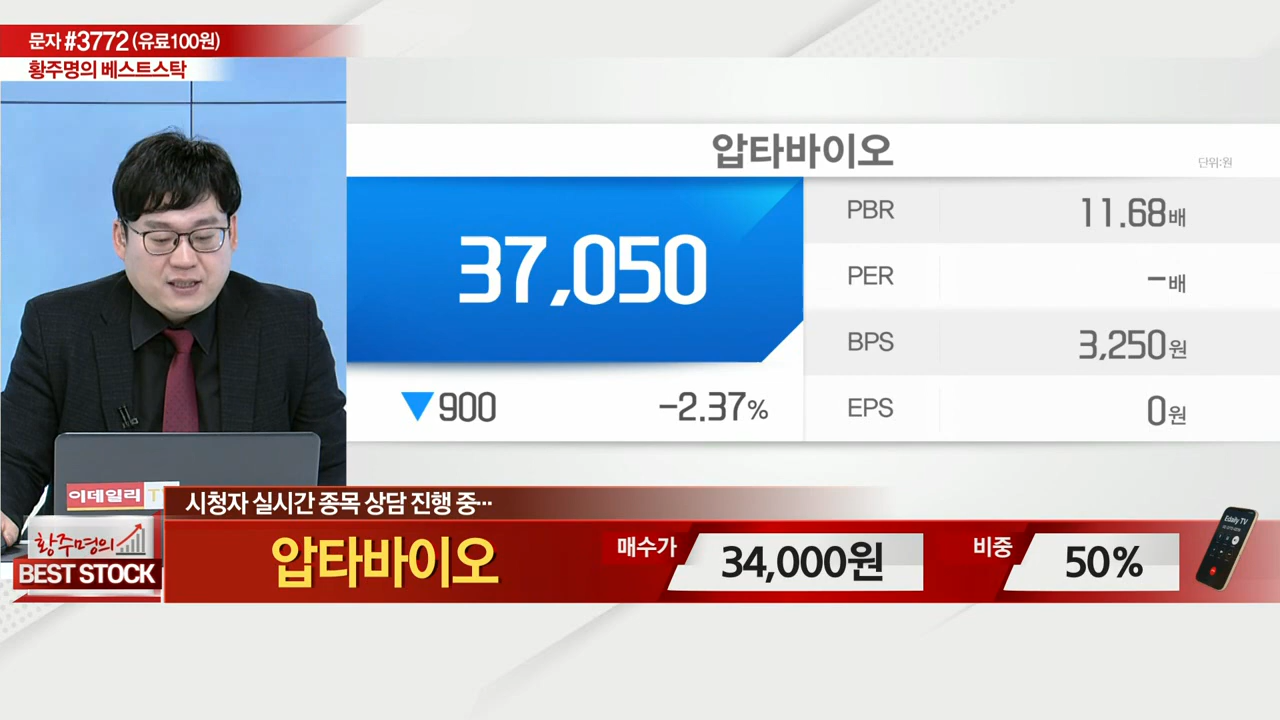 문자 #3772 (유료100원)
황주명의 베스트스탁
압타바이오
단위:원
37,050
▼900 -2.37%
PBR 11.68배
PER -배
BPS 3,250원
EPS 0원
이데일리 T
시청자 실시간 종목 상담 진행 중···
황주명의
BEST STOCK
압타바이오 매수가 34,000원 비중 50%
Edaily TV